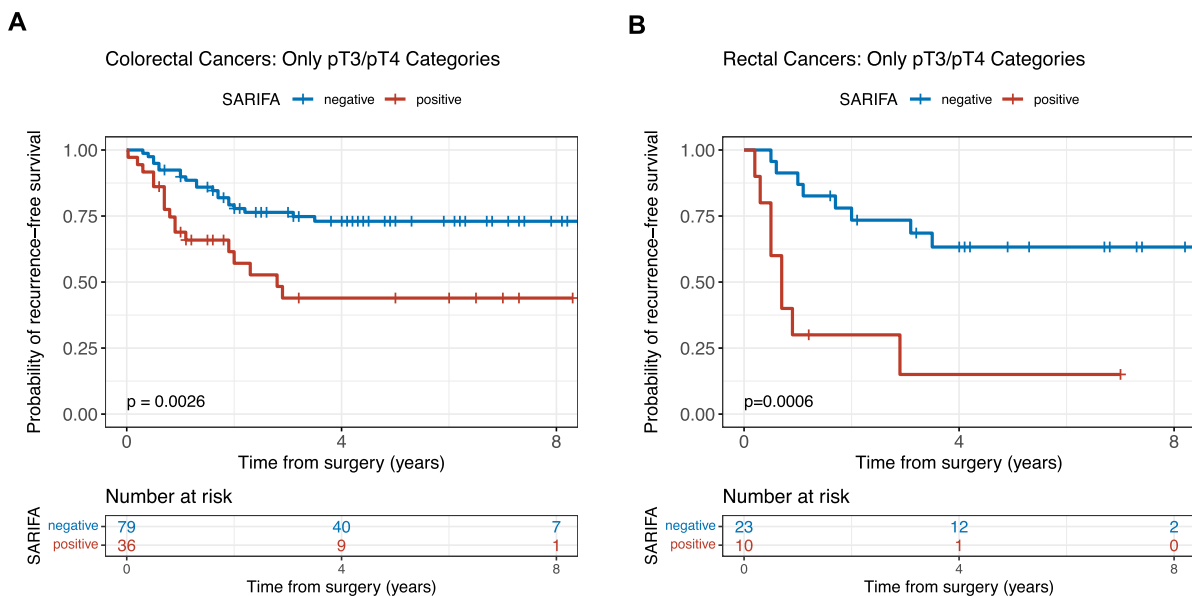 A
Colorectal Cancers: Only pT3/pT4 Categories
SARIFA negative positive
Probability of recurrence−free survival
1.00
0.75
0.50
0.25
0.00
p = 0.0026
0 4 8
Time from surgery (years)
Number at risk
SARIFA
negative 79 40 7
positive 36 9 1
0 4 8
Time from surgery (years)
B
Rectal Cancers: Only pT3/pT4 Categories
SARIFA negative positive
Probability of recurrence−free survival
1.00
0.75
0.50
0.25
0.00
p=0.0006
0 4 8
Time from surgery (years)
Number at risk
SARIFA
negative 23 12 2
positive 10 1 0
0 4 8
Time from surgery (years)